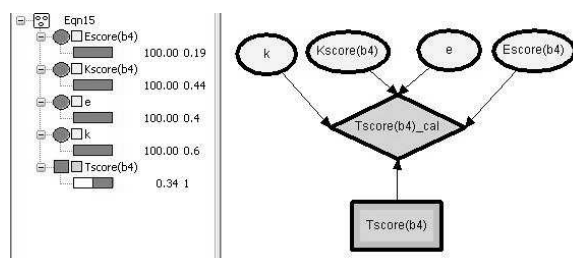 Eqn15
Escore(b4)
100.00 0.19
Kscore(b4)
100.00 0.44
e
100.00 0.4
k
100.00 0.6
Tscore(b4)
0.34 1
k
Kscore(b4)
e
Escore(b4)
Tscore(b4)_cal
Tscore(b4)